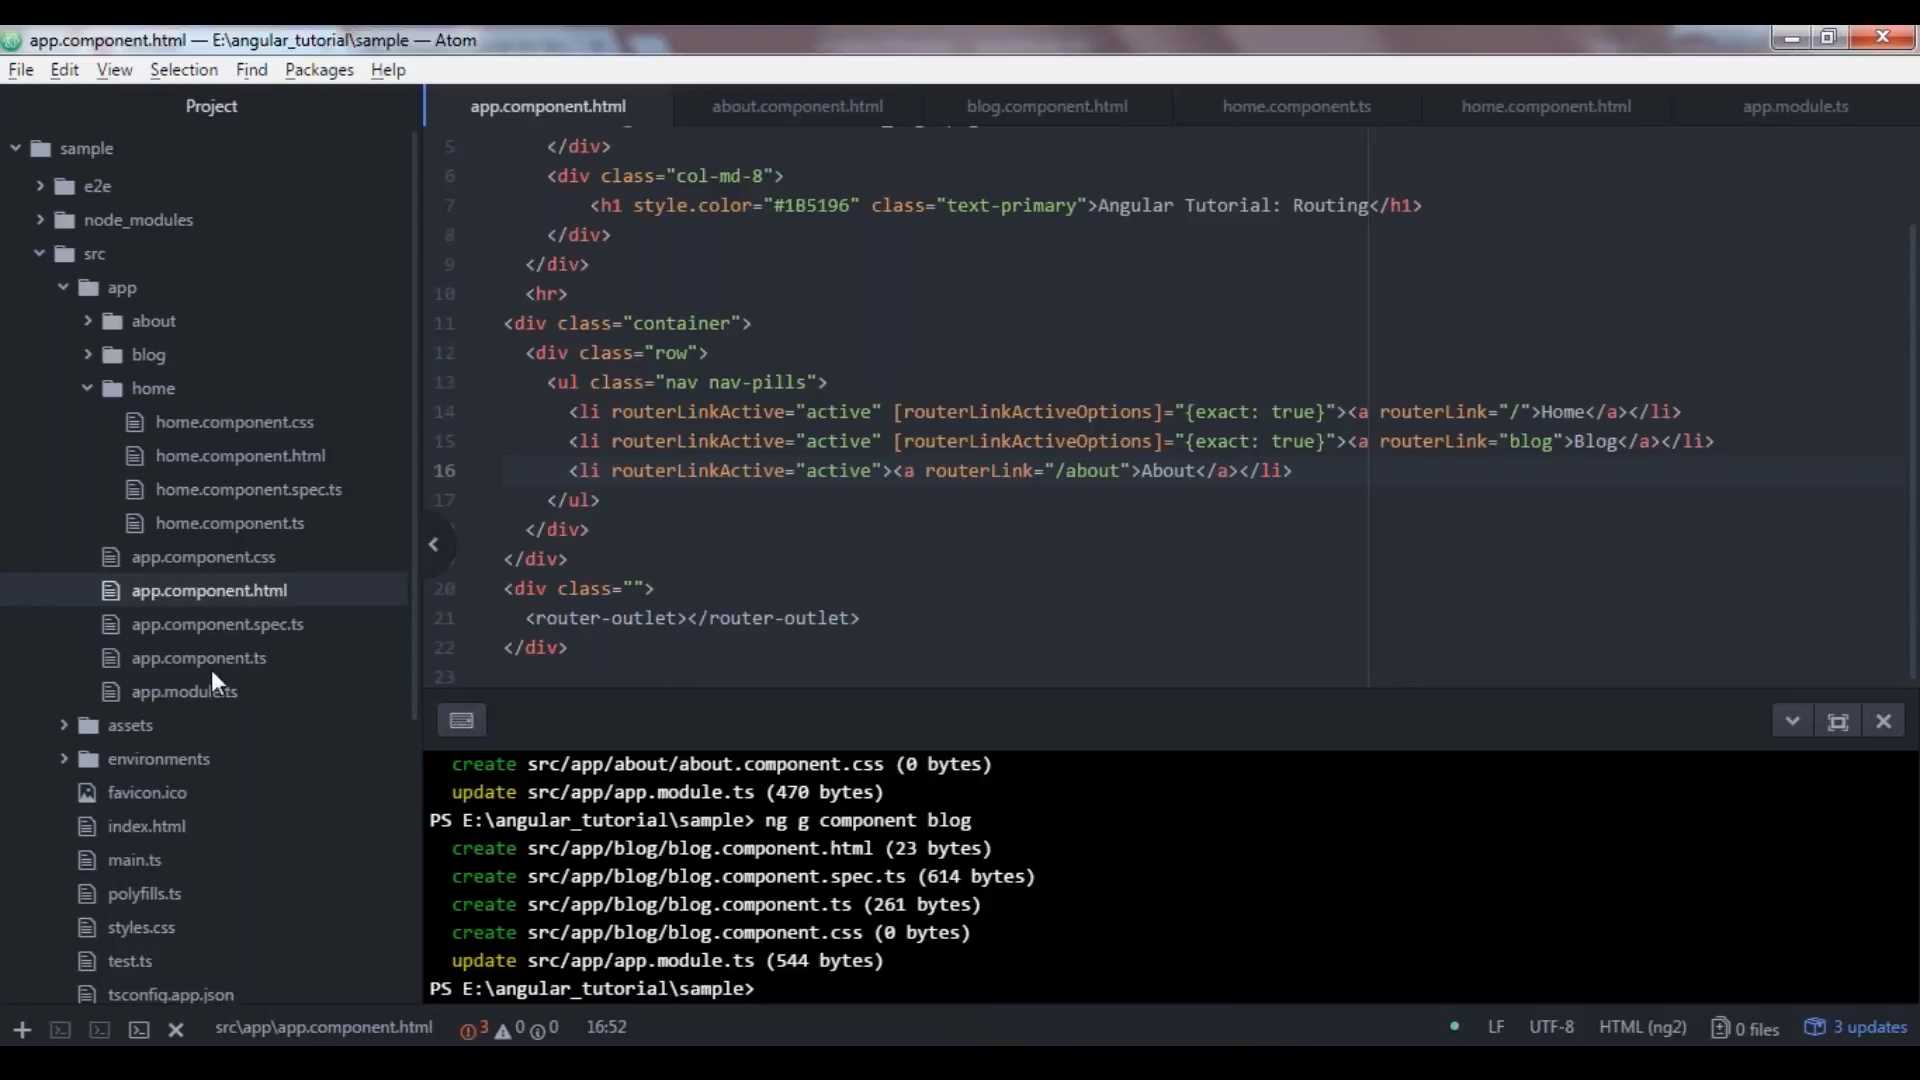 app.component.html — E:\angular_tutorial\sample — Atom
File Edit View Selection Find Packages Help
Project
sample
e2e
node_modules
src
app
about
blog
home
home.component.css
home.component.html
home.component.spec.ts
home.component.ts
app.component.css
app.component.html
app.component.spec.ts
app.component.ts
app.module.ts
assets
environments
favicon.ico
index.html
main.ts
polyfills.ts
styles.css
test.ts
tsconfig.app.json
app.component.html about.component.html blog.component.html home.component.ts home.component.html app.module.ts
5 </div>
6 <div class="col-md-8">
7 <h1 style.color="#1B5196" class="text-primary">Angular Tutorial: Routing</h1>
8 </div>
9 </div>
10 <hr>
11 <div class="container">
12 <div class="row">
13 <ul class="nav nav-pills">
14 <li routerLinkActive="active" [routerLinkActiveOptions]="{exact: true}"><a routerLink="/">Home</a></li>
15 <li routerLinkActive="active" [routerLinkActiveOptions]="{exact: true}"><a routerLink="blog">Blog</a></li>
16 <li routerLinkActive="active"><a routerLink="/about">About</a></li>
17 </ul>
</div>
</div>
20 <div class="">
21 <router-outlet></router-outlet>
22 </div>
23
create src/app/about/about.component.css (0 bytes)
update src/app/app.module.ts (470 bytes)
PS E:\angular_tutorial\sample> ng g component blog
create src/app/blog/blog.component.html (23 bytes)
create src/app/blog/blog.component.spec.ts (614 bytes)
create src/app/blog/blog.component.ts (261 bytes)
create src/app/blog/blog.component.css (0 bytes)
update src/app/app.module.ts (544 bytes)
PS E:\angular_tutorial\sample>
src\app\app.component.html 3 0 0 16:52 LF UTF-8 HTML (ng2) 0 files 3 updates